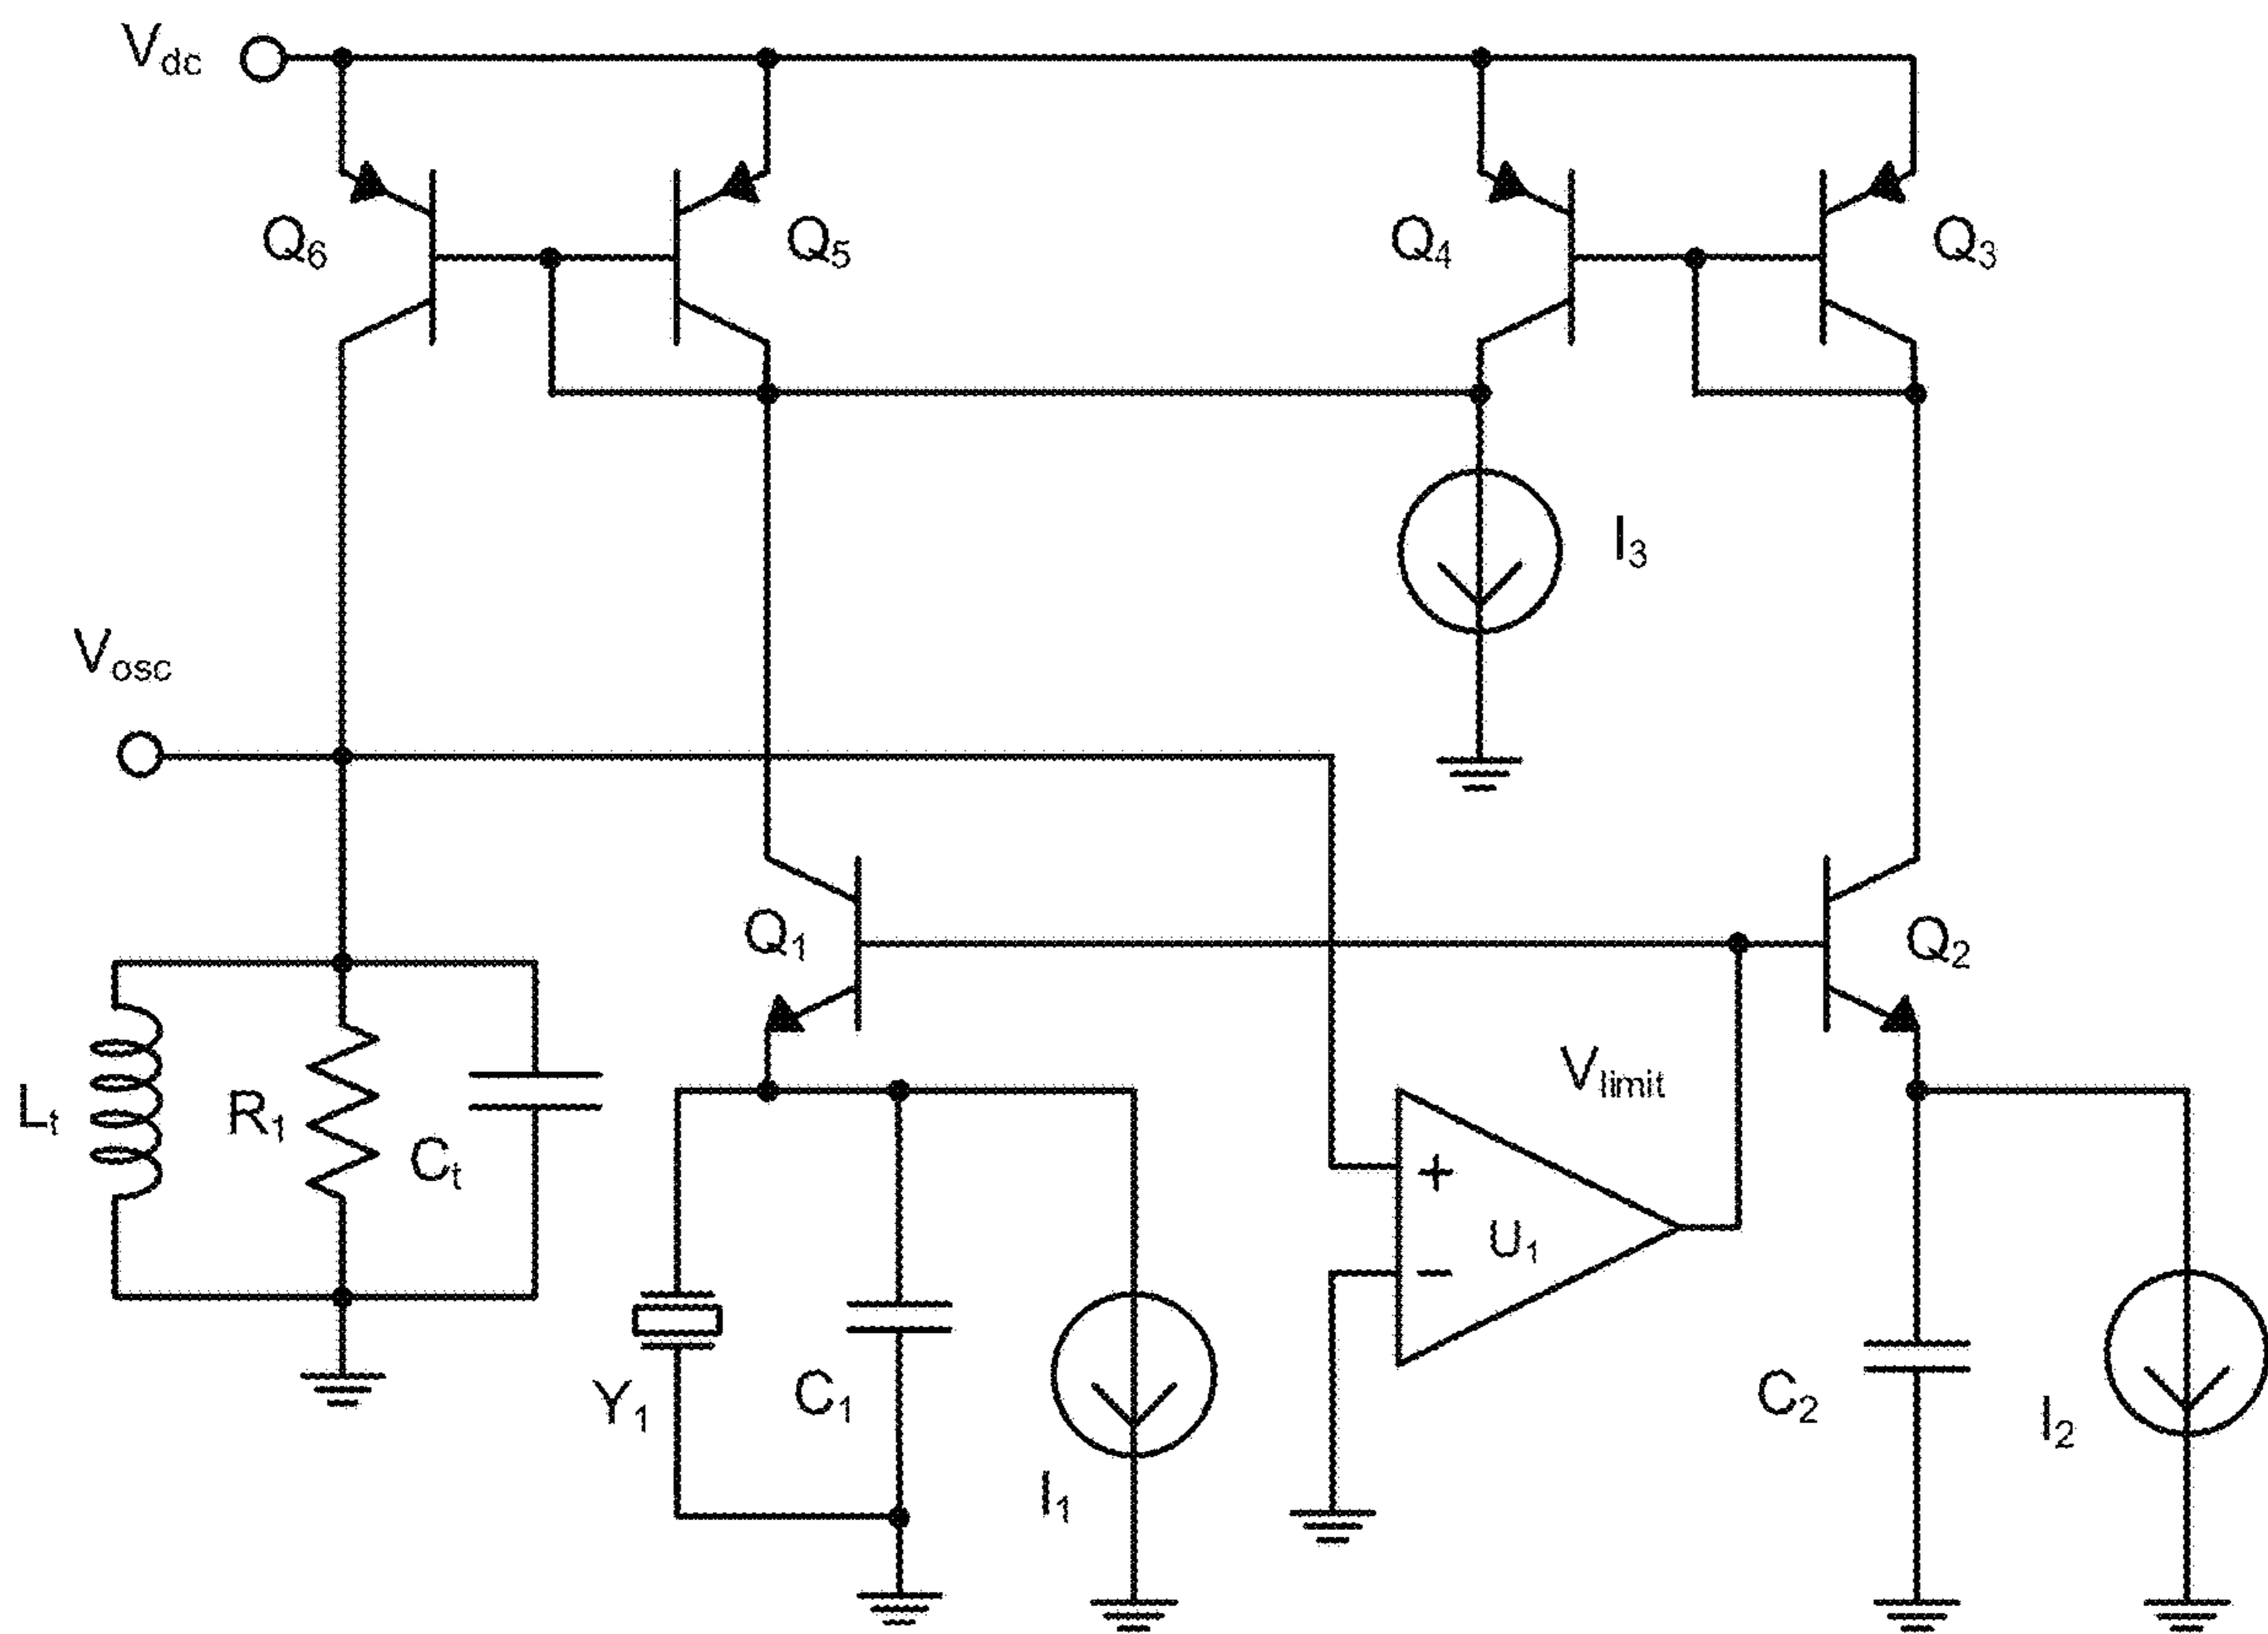 Vdc
Q6
Q5
Q4
Q3
I3
Vosc
Q1
Q2
Vlimit
Lt
R1
Ct
+
U1
−
Y1
C1
C2
I1
I2